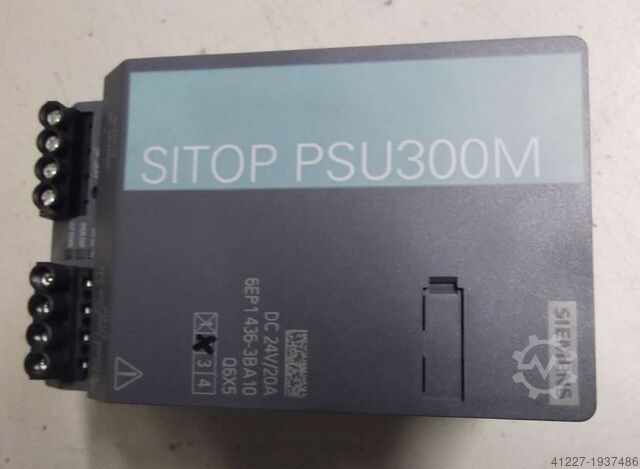 SITOP PSU300M
DC 24V/20A
6EP1 436-3BA10
Q6X5
3 4
SIEMENS
41227-1937486